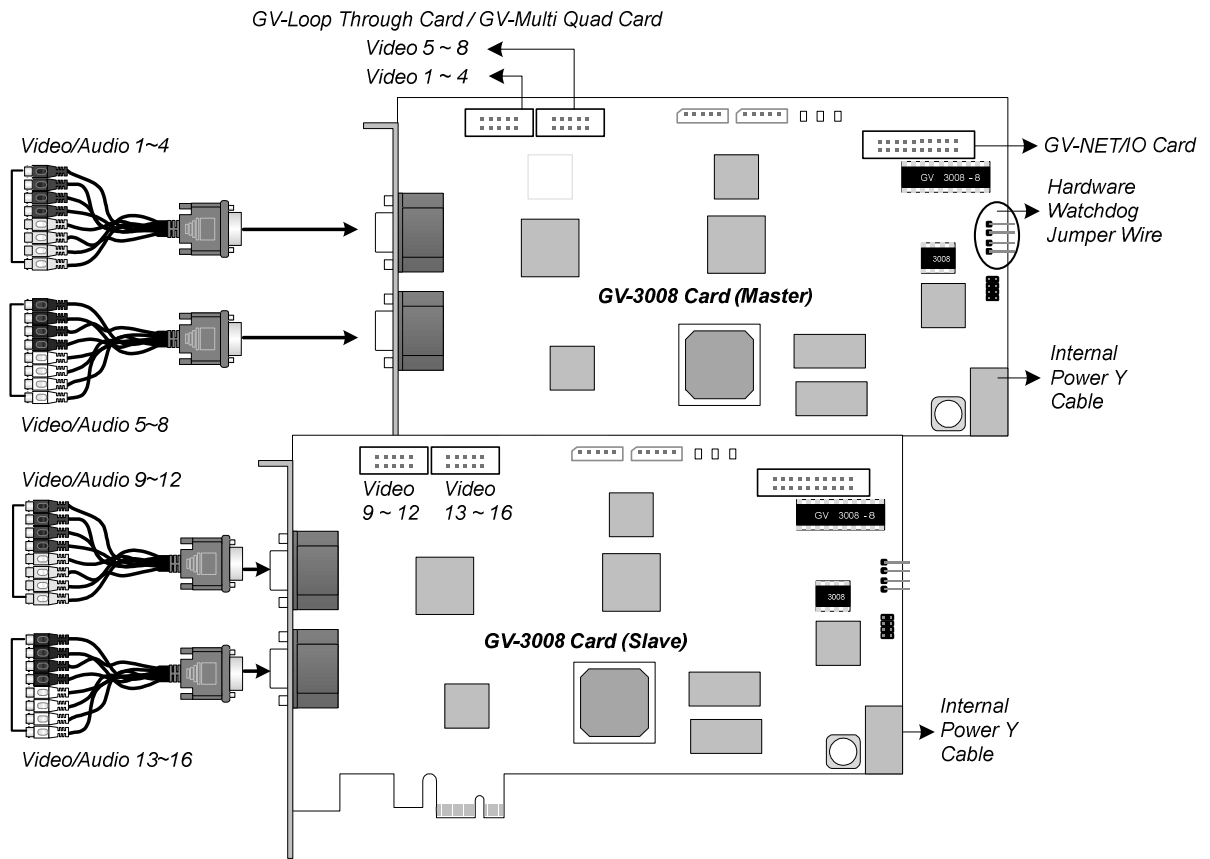 GV-Loop Through Card / GV-Multi Quad Card
Video 5 ~ 8
Video 1 ~ 4
Video/Audio 1~4
GV-NET/IO Card
GV 3008 - 8
Hardware
Watchdog
Jumper Wire
3008
GV-3008 Card (Master)
Internal
Power Y
Cable
Video/Audio 5~8
Video/Audio 9~12
Video
9 ~ 12
Video
13 ~ 16
GV 3008 - 8
3008
GV-3008 Card (Slave)
Internal
Power Y
Cable
Video/Audio 13~16